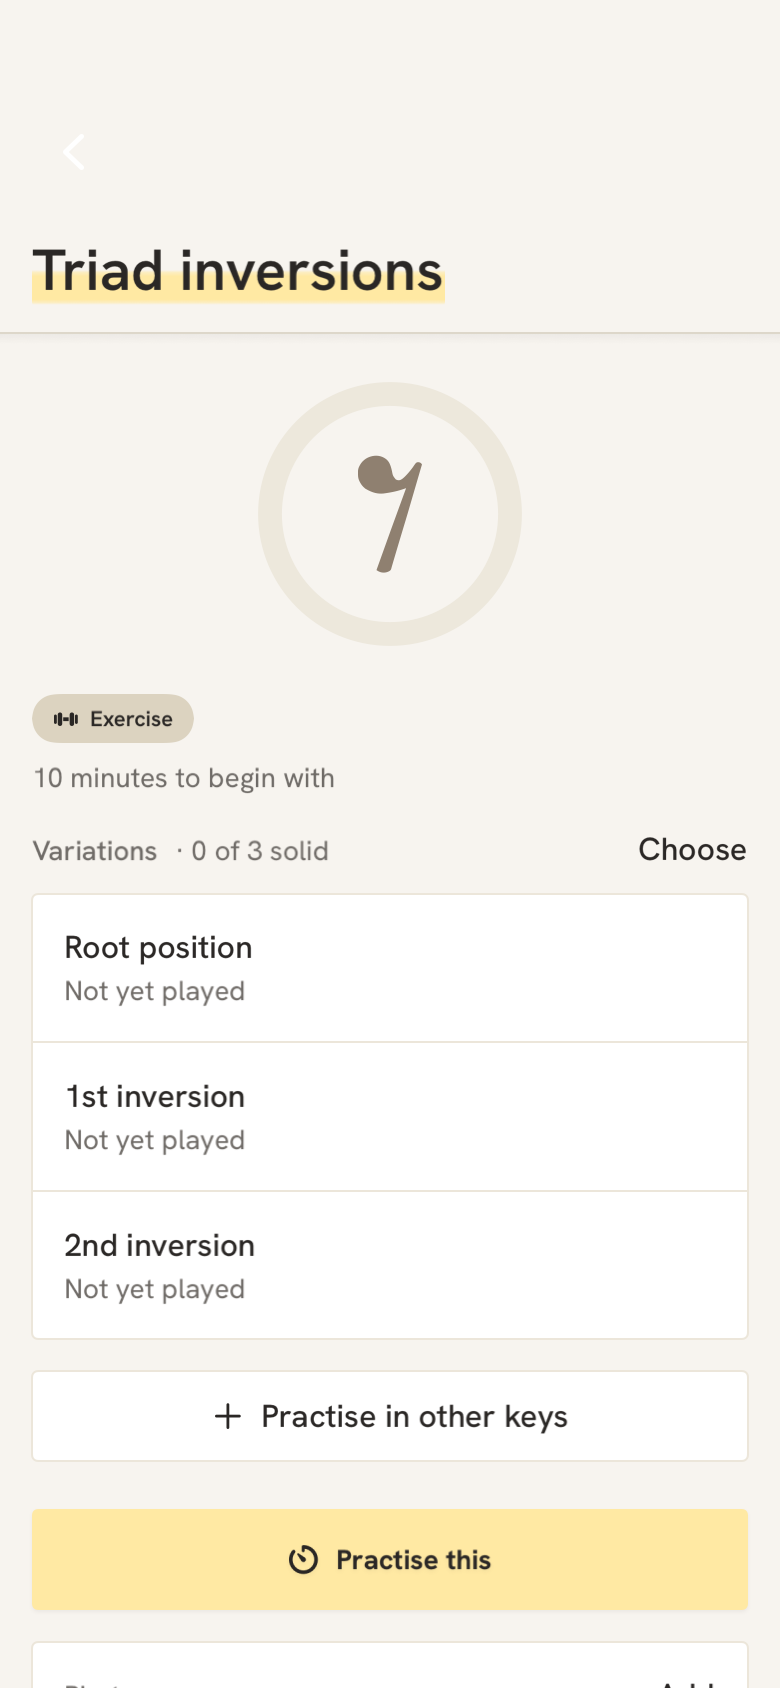 Triad inversions
Exercise
10 minutes to begin with
Variations · 0 of 3 solid
Choose
Root position
Not yet played
1st inversion
Not yet played
2nd inversion
Not yet played
Practise in other keys
Practise this